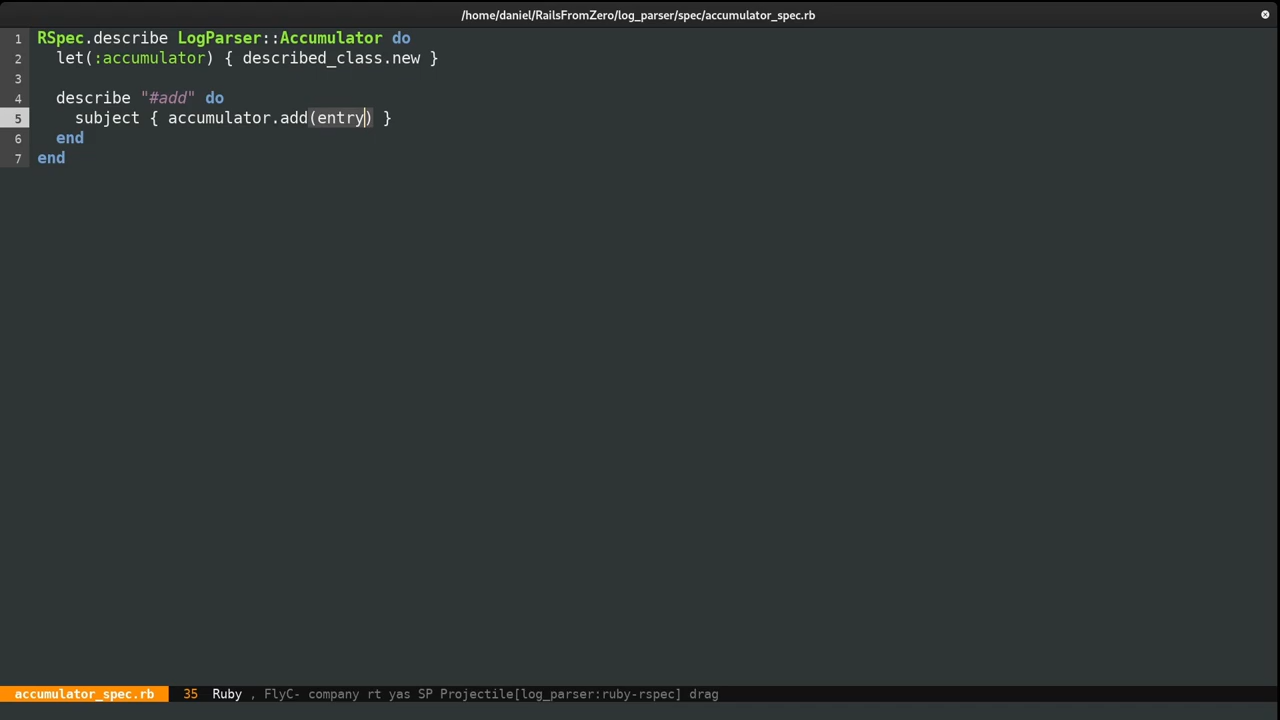 /home/daniel/RailsFromZero/log_parser/spec/accumulator_spec.rb
1 RSpec.describe LogParser::Accumulator do
2 let(:accumulator) { described_class.new }
3
4 describe "#add" do
5 subject { accumulator.add(entry) }
6 end
7 end
accumulator_spec.rb 35 Ruby , FlyC- company rt yas SP Projectile[log_parser:ruby-rspec] drag